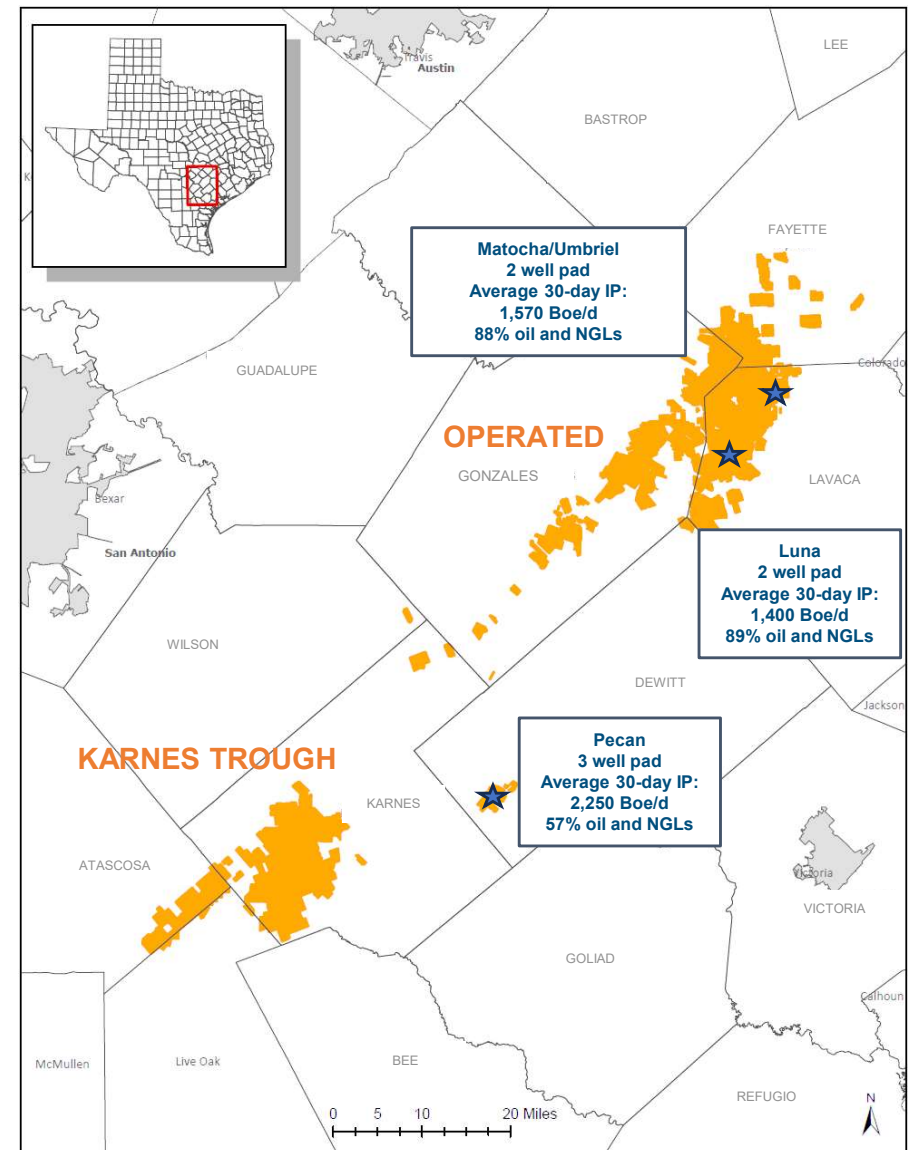 LEE
Travis
Austin
BASTROP
FAYETTE
Matocha/Umbriel
2 well pad
Average 30-day IP:
1,570 Boe/d
88% oil and NGLs
Colorado
GUADALUPE
OPERATED
GONZALES
LAVACA
Bexar
San Antonio
Luna
2 well pad
Average 30-day IP:
1,400 Boe/d
89% oil and NGLs
WILSON
DEWITT
Jackson
Pecan
3 well pad
Average 30-day IP:
2,250 Boe/d
57% oil and NGLs
KARNES TROUGH
KARNES
ATASCOSA
Victoria
VICTORIA
GOLIAD
Calhoun
McMullen
Live Oak
BEE
REFUGIO
0 5 10 20 Miles
N